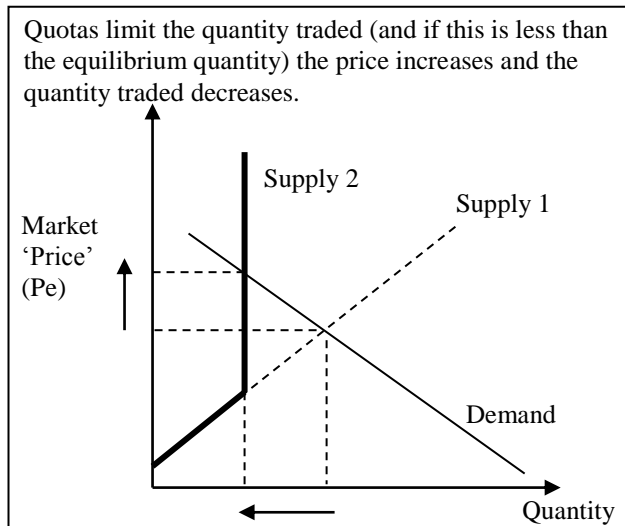 Quotas limit the quantity traded (and if this is less than
the equilibrium quantity) the price increases and the
quantity traded decreases.
Supply 2
Supply 1
Market
‘Price’
(Pe)
Demand
Quantity